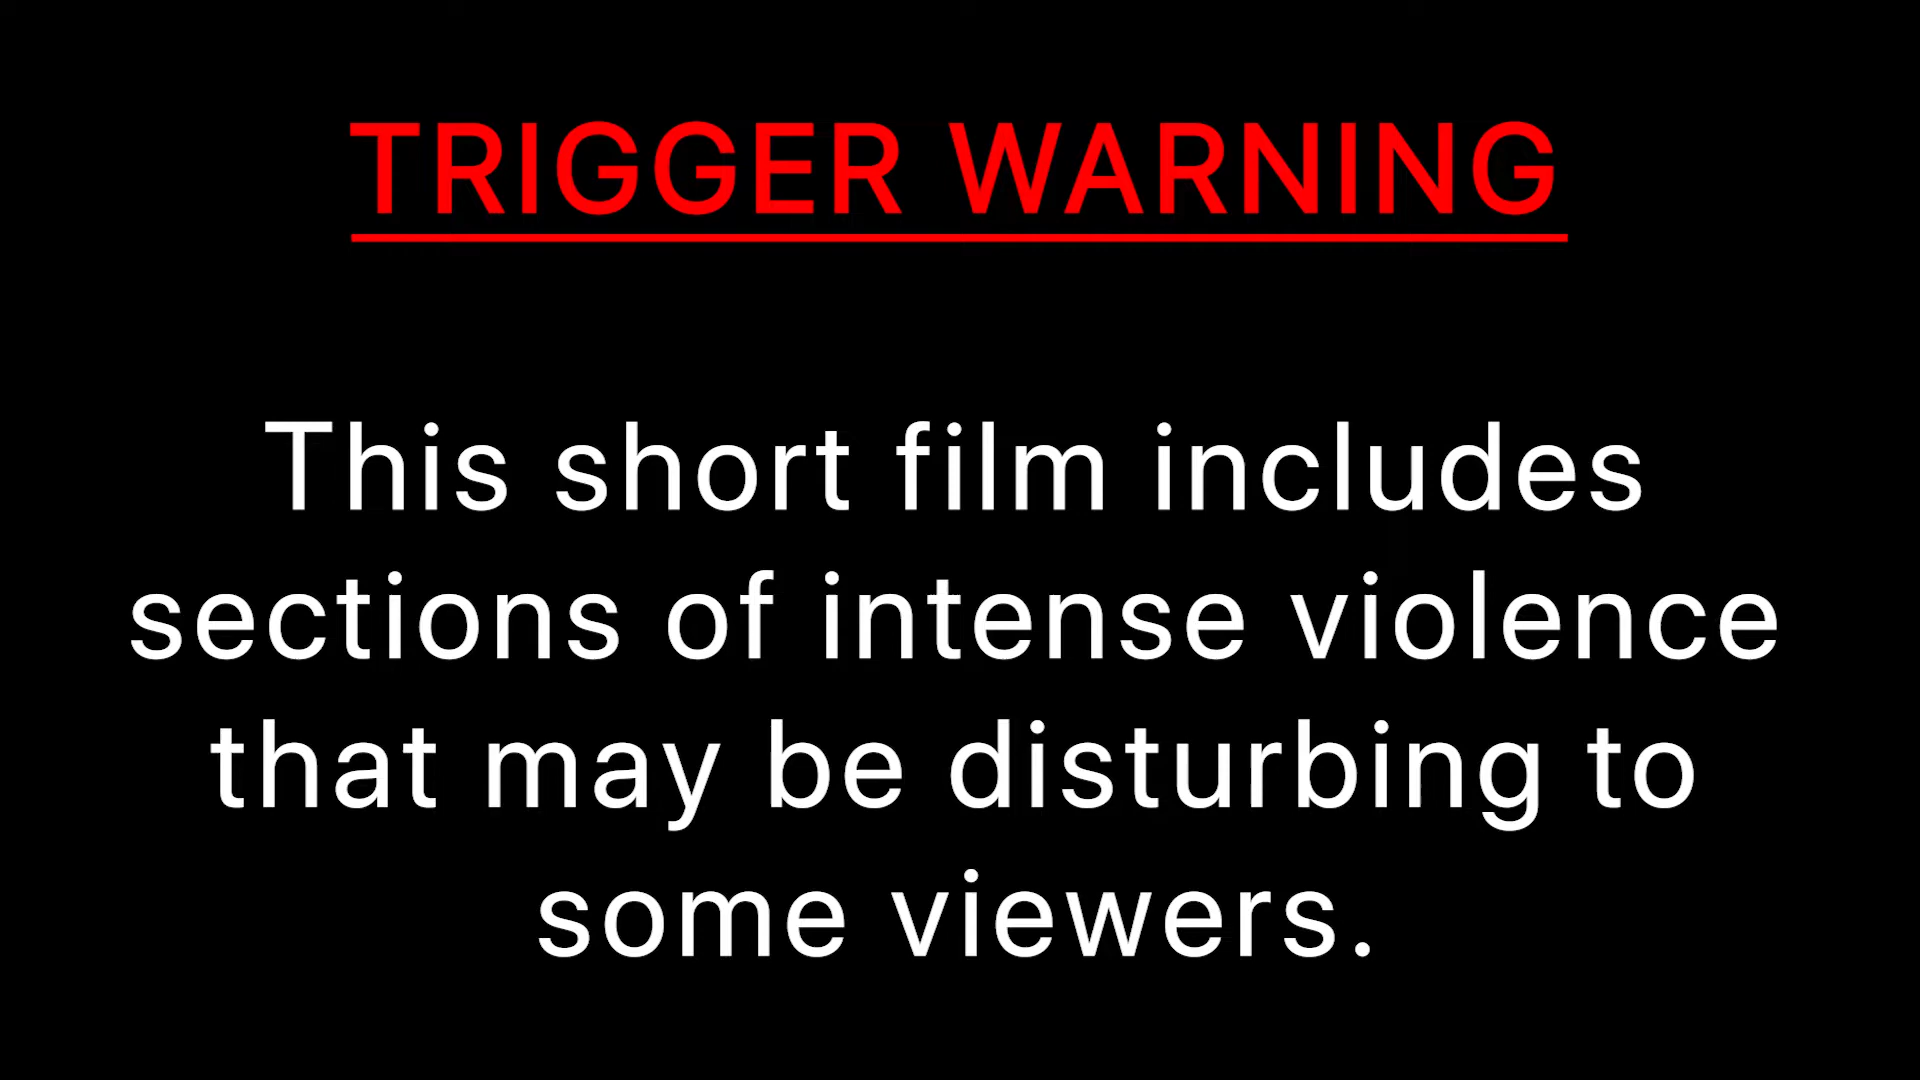 TRIGGER WARNING
This short film includes
sections of intense violence
that may be disturbing to
some viewers.